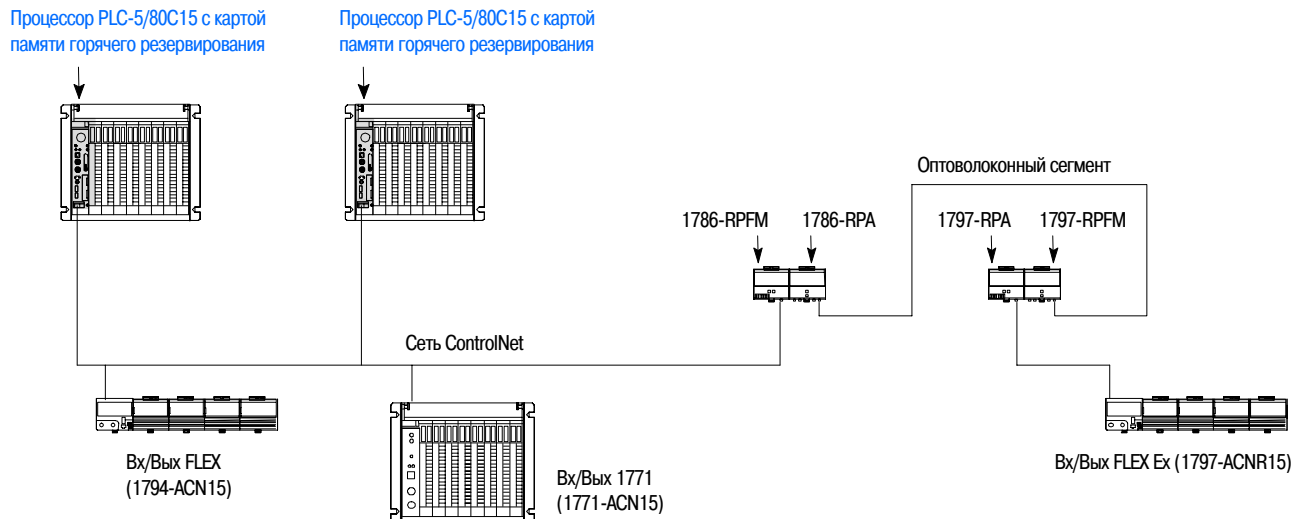 Процессор PLC-5/80C15 с картой
памяти горячего резервирования
Процессор PLC-5/80C15 с картой
памяти горячего резервирования
Оптоволоконный сегмент
1786-RPFM
1786-RPA
1797-RPA
1797-RPFM
Сеть ControlNet
Вх/Вых FLEX
(1794-ACN15)
Вх/Вых 1771
(1771-ACN15)
Вх/Вых FLEX Ex (1797-ACNR15)